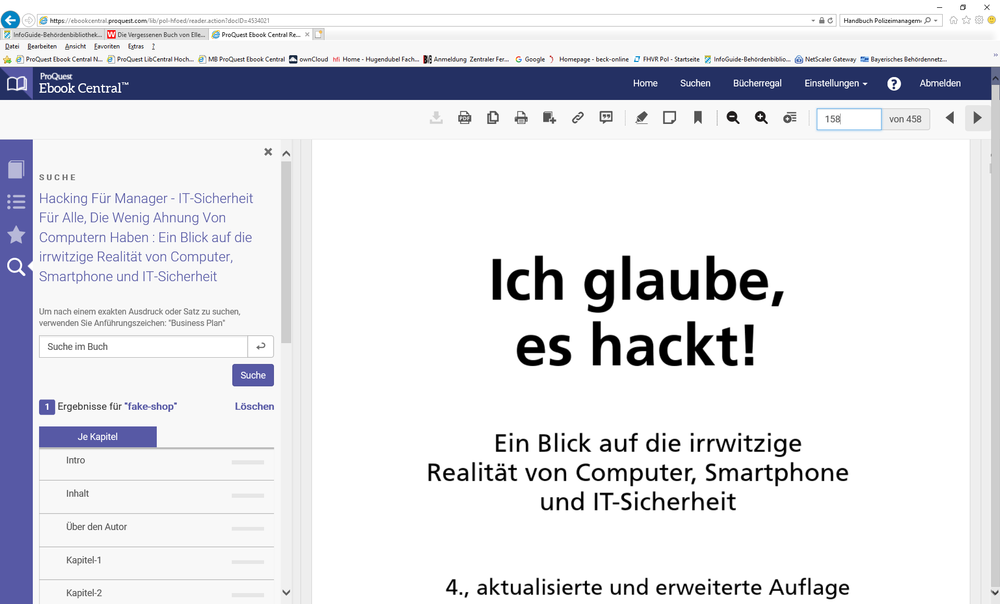 https://ebookcentral.proquest.com/lib/pol-hfoed/reader.action?docID=4534021
Handbuch Polizeimanagem
InfoGuide-Behördenbibliothek...
Die Vergessenen Buch von Elle...
ProQuest Ebook Central Re...
Datei Bearbeiten Ansicht Favoriten Extras ?
ProQuest Ebook Central N...
ProQuest LibCentral Hoch...
MB ProQuest Ebook Central
ownCloud
hfi Home - Hugendubel Fach...
Anmeldung Zentraler Fer...
Google
Homepage - beck-online
FHVR Pol - Startseite
InfoGuide-Behördenbiblio...
NetScaler Gateway
Bayerisches Behördennetz...
ProQuest
Ebook Central™
Home Suchen Bücherregal Einstellungen ? Abmelden
PDF
158 von 458
SUCHE
Hacking Für Manager - IT-Sicherheit
Für Alle, Die Wenig Ahnung Von
Computern Haben : Ein Blick auf die
irrwitzige Realität von Computer,
Smartphone und IT-Sicherheit
Um nach einem exakten Ausdruck oder Satz zu suchen,
verwenden Sie Anführungszeichen: "Business Plan"
Suche im Buch
Suche
1 Ergebnisse für "fake-shop" Löschen
Je Kapitel
Intro
Inhalt
Über den Autor
Kapitel-1
Kapitel-2
Ich glaube,
es hackt!
Ein Blick auf die irrwitzige
Realität von Computer, Smartphone
und IT-Sicherheit
4., aktualisierte und erweiterte Auflage